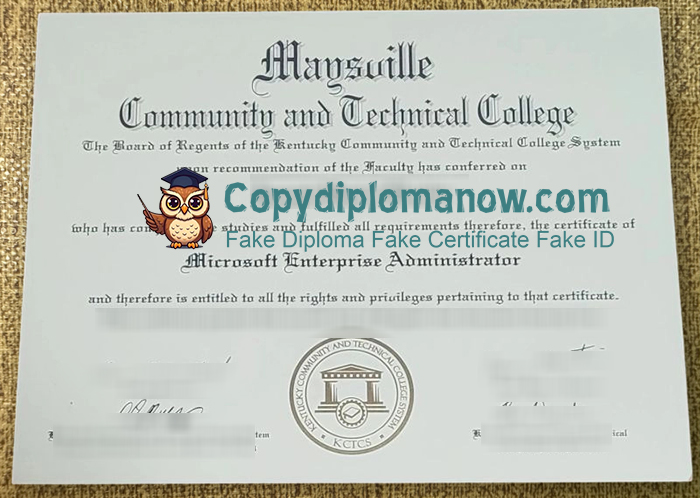 Maysville
Community and Technical College
The Board of Regents of the Kentucky Community and Technical College System
upon recommendation of the Faculty has conferred on
Copydiplomanow.com
who has studies and fulfilled all requirements therefore, the certificate of
Fake Diploma Fake Certificate Fake ID
Microsoft Enterprise Administrator
and therefore is entitled to all the rights and privileges pertaining to that certificate.
KENTUCKY COMMUNITY AND TECHNICAL COLLEGE SYSTEM
KCTCS